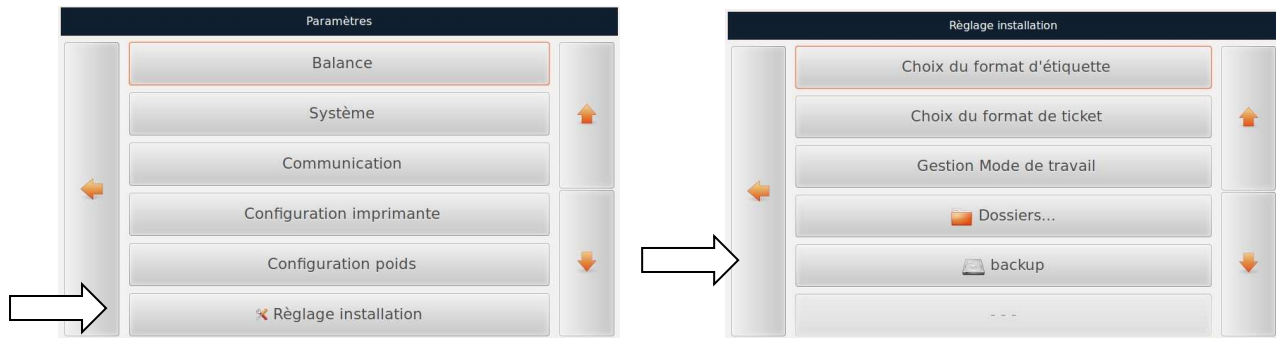 Paramètres
Balance
Système
Communication
Configuration imprimante
Configuration poids
Règlage installation
Règlage installation
Choix du format d'étiquette
Choix du format de ticket
Gestion Mode de travail
Dossiers...
backup
- - -